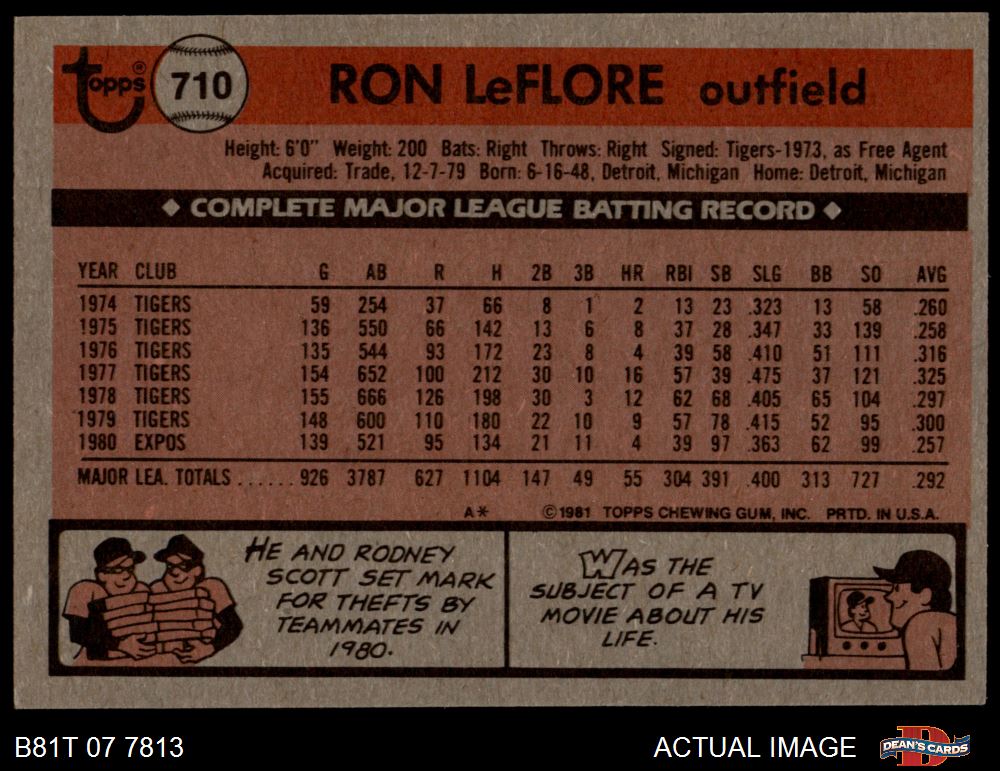 Topps® 710 RON LeFLORE outfield
Height: 6'0" Weight: 200 Bats: Right Throws: Right Signed: Tigers-1973, as Free Agent
Acquired: Trade, 12-7-79 Born: 6-16-48, Detroit, Michigan Home: Detroit, Michigan
◆ COMPLETE MAJOR LEAGUE BATTING RECORD ◆
YEAR CLUB G AB R H 2B 3B HR RBI SB SLG BB SO AVG
1974 TIGERS 59 254 37 66 8 1 2 13 23 .323 13 58 .260
1975 TIGERS 136 550 66 142 13 6 8 37 28 .347 33 139 .258
1976 TIGERS 135 544 93 172 23 8 4 39 58 .410 51 111 .316
1977 TIGERS 154 652 100 212 30 10 16 57 39 .475 37 121 .325
1978 TIGERS 155 666 126 198 30 3 12 62 68 .405 65 104 .297
1979 TIGERS 148 600 110 180 22 10 9 57 78 .415 52 95 .300
1980 EXPOS 139 521 95 134 21 11 4 39 97 .363 62 99 .257
MAJOR LEA. TOTALS ...... 926 3787 627 1104 147 49 55 304 391 .400 313 727 .292
A* ©1981 TOPPS CHEWING GUM, INC. PRTD. IN U.S.A.
HE AND RODNEY
SCOTT SET MARK
FOR THEFTS BY
TEAMMATES IN
1980.
WAS THE
SUBJECT OF A TV
MOVIE ABOUT HIS
LIFE.
B81T 07 7813 ACTUAL IMAGE DEAN'S CARDS